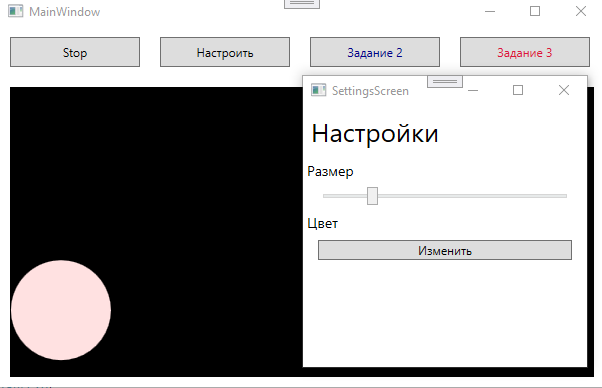 MainWindow
Stop
Настроить
Задание 2
Задание 3
SettingsScreen
Настройки
Размер
Цвет
Изменить